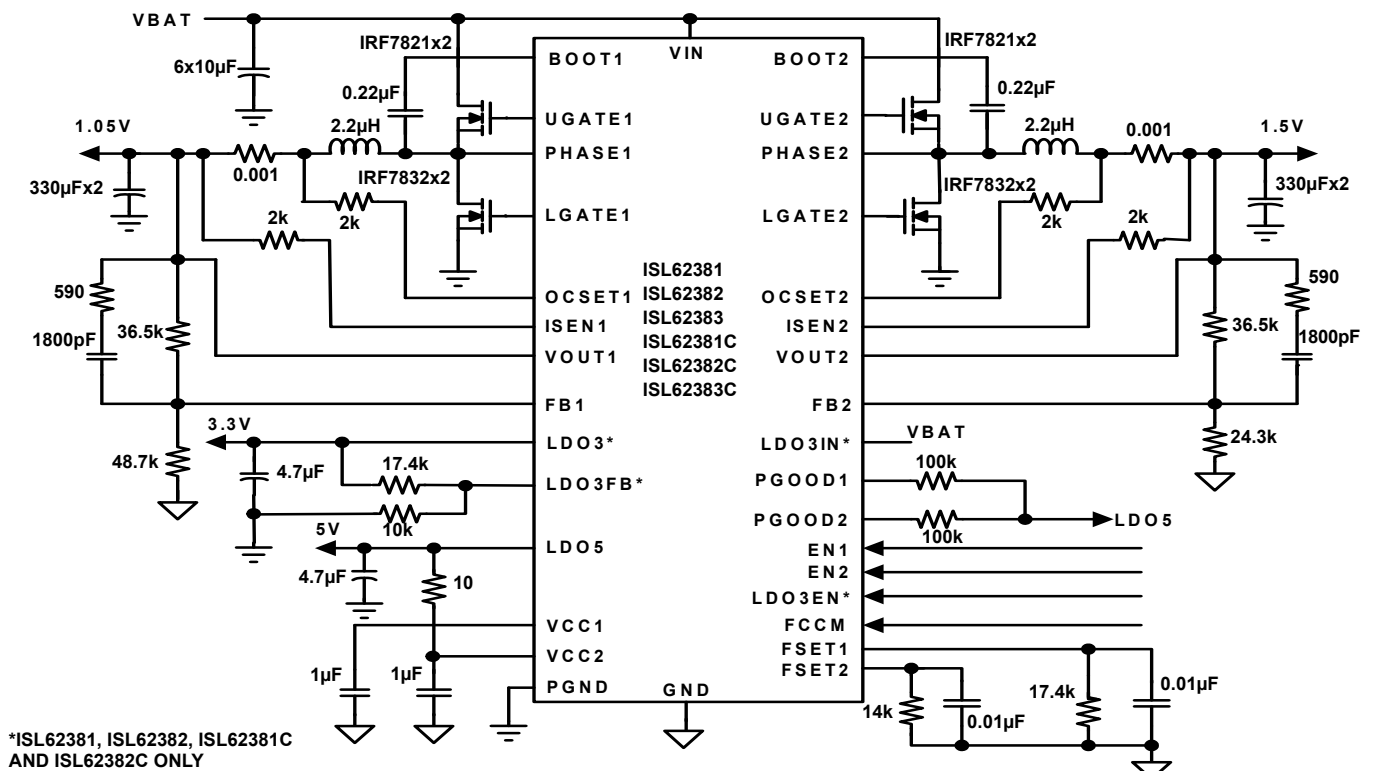 VBAT
6x10µF
IRF7821x2
0.22µF
2.2µH
1.05V
0.001
330µFx2
IRF7832x2
2k
2k
590
1800pF
36.5k
48.7k
3.3V
4.7µF
17.4k
10k
5V
4.7µF
10
1µF
1µF
VIN
BOOT1
UGATE1
PHASE1
LGATE1
OCSET1
ISEN1
VOUT1
FB1
LDO3*
LDO3FB*
LDO5
VCC1
VCC2
PGND
GND
ISL62381
ISL62382
ISL62383
ISL62381C
ISL62382C
ISL62383C
BOOT2
UGATE2
PHASE2
LGATE2
OCSET2
ISEN2
VOUT2
FB2
LDO3IN*
PGOOD1
PGOOD2
EN1
EN2
LDO3EN*
FCCM
FSET1
FSET2
IRF7821x2
0.22µF
2.2µH
0.001
1.5V
IRF7832x2
330µFx2
2k
2k
590
36.5k
1800pF
24.3k
VBAT
100k
100k
LDO5
14k
0.01µF
17.4k
0.01µF
*ISL62381, ISL62382, ISL62381C
AND ISL62382C ONLY